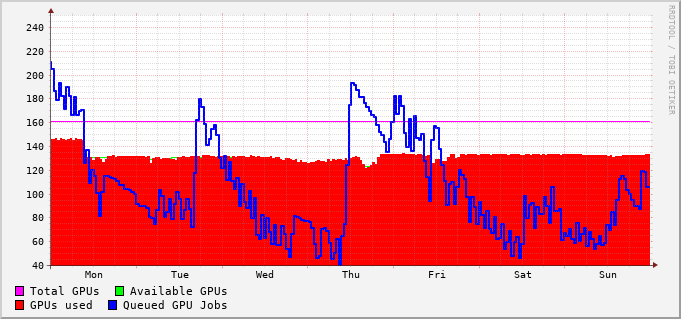 240
220
200
180
160
140
120
100
80
60
40
Mon Tue Wed Thu Fri Sat Sun
Total GPUs Available GPUs
GPUs used Queued GPU Jobs
RRDTOOL / TOBI OETIKER